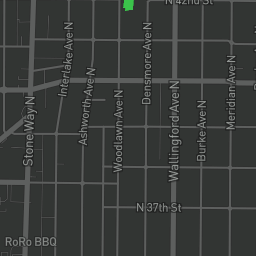 N 42nd St
Interlake Ave N
Densmore Ave N
Ashworth Ave N
Meridian Ave N
Woodlawn Ave N
Wallingford Ave N
Stone Way N
Burke Ave N
N 37th St
RoRo BBQ